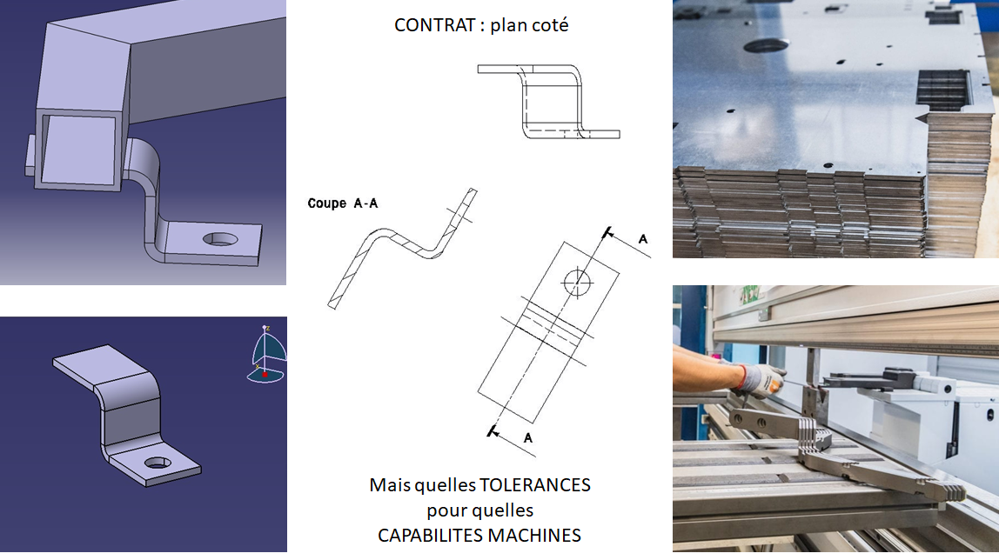 CONTRAT : plan coté
Coupe A-A
A
A
Mais quelles TOLERANCES
pour quelles
CAPABILITES MACHINES
z